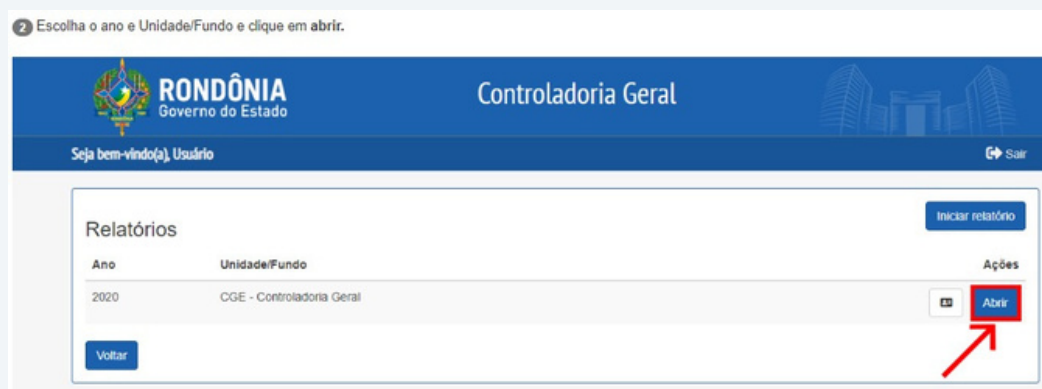 2 Escolha o ano e Unidade/Fundo e clique em abrir.
RONDÔNIA
Governo do Estado
Controladoria Geral
Seja bem-vindo(a), Usuário
Sair
Relatórios
Iniciar relatório
Ano Unidade/Fundo Ações
2020 CGE - Controladoria Geral Abrir
Voltar